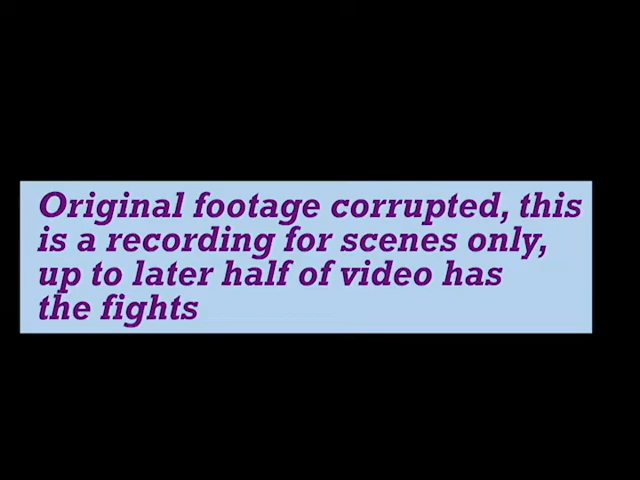 Original footage corrupted, this
is a recording for scenes only,
up to later half of video has
the fights